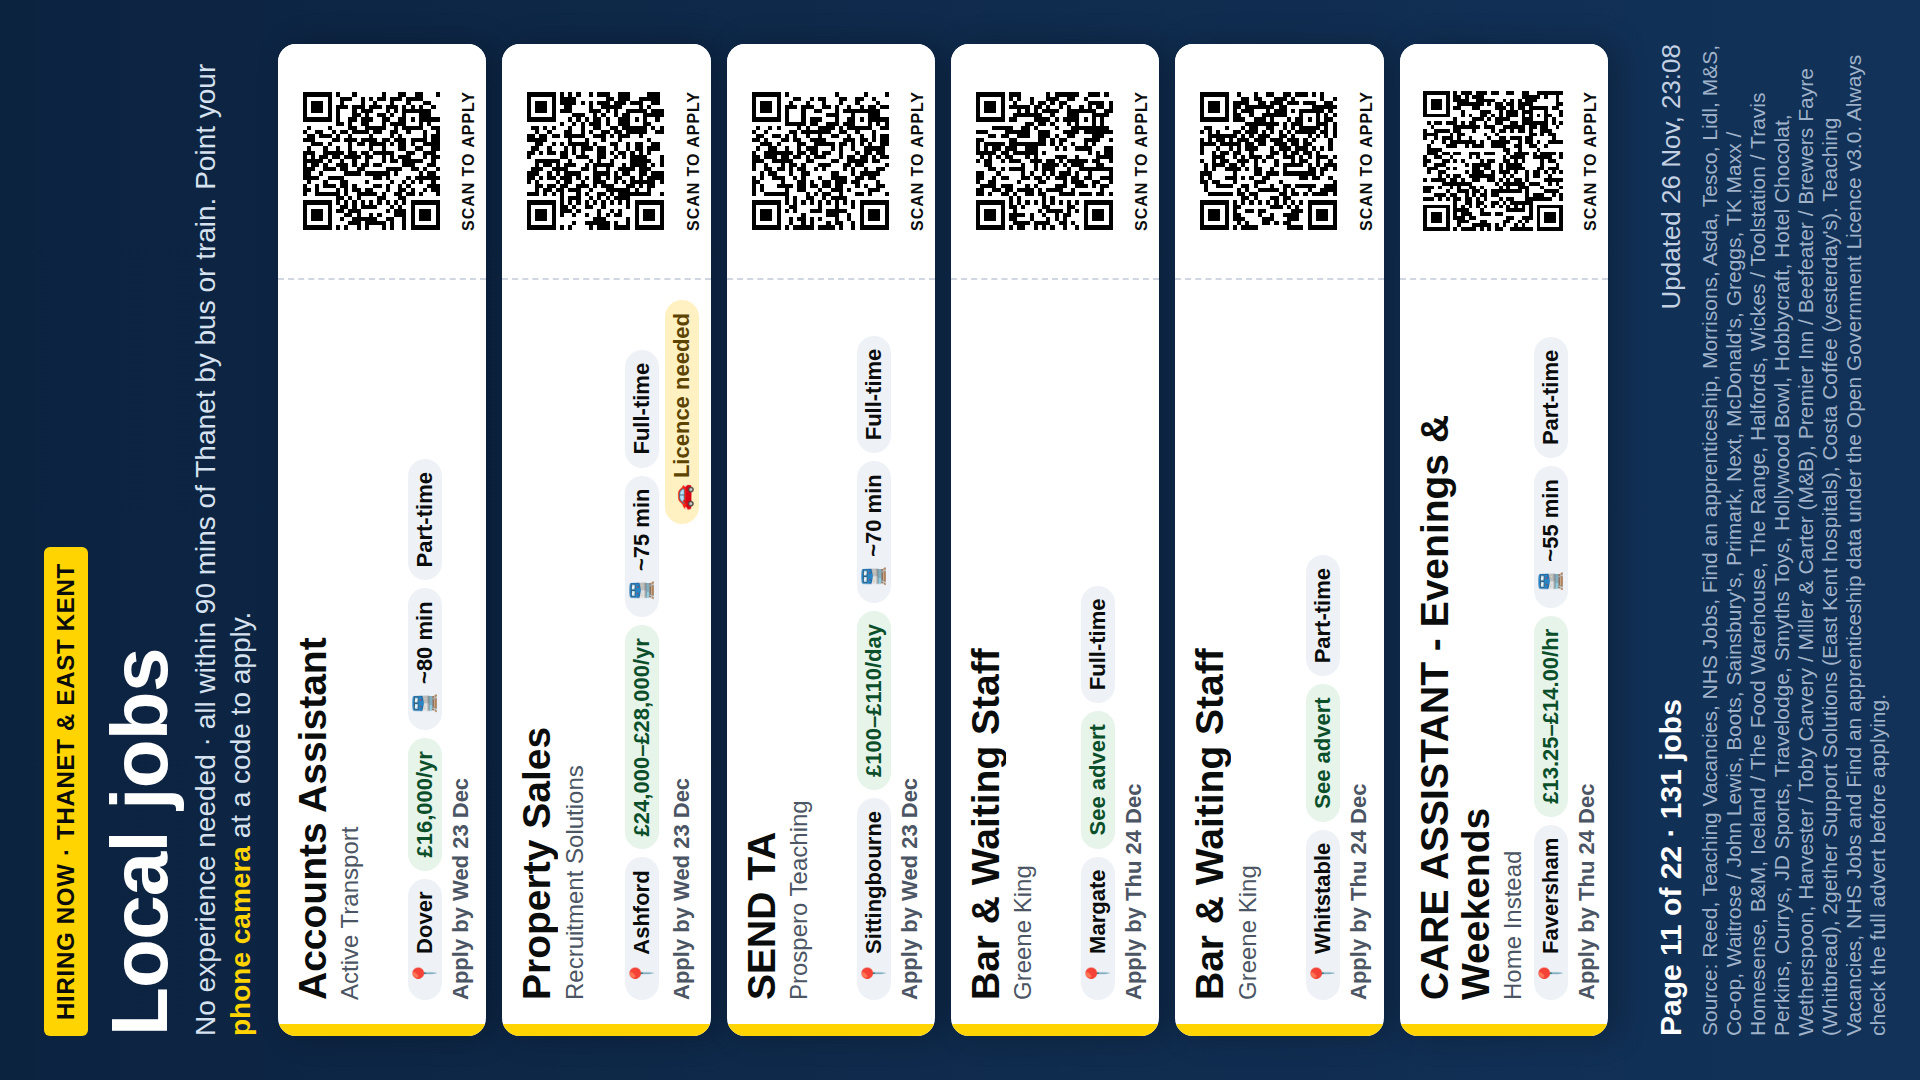 HIRING NOW · THANET & EAST KENT
Local jobs
No experience needed · all within 90 mins of Thanet by bus or train. Point your
phone camera at a code to apply.
Accounts Assistant
Active Transport
📍 Dover £16,000/yr 🚆 ~80 min Part-time
Apply by Wed 23 Dec
SCAN TO APPLY
Property Sales
Recruitment Solutions
📍 Ashford £24,000–£28,000/yr 🚆 ~75 min Full-time
Apply by Wed 23 Dec 🚗 Licence needed
SCAN TO APPLY
SEND TA
Prospero Teaching
📍 Sittingbourne £100–£110/day 🚆 ~70 min Full-time
Apply by Wed 23 Dec
SCAN TO APPLY
Bar & Waiting Staff
Greene King
📍 Margate See advert Full-time
Apply by Thu 24 Dec
SCAN TO APPLY
Bar & Waiting Staff
Greene King
📍 Whitstable See advert Part-time
Apply by Thu 24 Dec
SCAN TO APPLY
CARE ASSISTANT - Evenings &
Weekends
Home Instead
📍 Faversham £13.25–£14.00/hr 🚆 ~55 min Part-time
Apply by Thu 24 Dec
SCAN TO APPLY
Page 11 of 22 · 131 jobs
Updated 26 Nov, 23:08
Source: Reed, Teaching Vacancies, NHS Jobs, Find an apprenticeship, Morrisons, Asda, Tesco, Lidl, M&S,
Co-op, Waitrose / John Lewis, Boots, Sainsbury's, Primark, Next, McDonald's, Greggs, TK Maxx /
Homesense, B&M, Iceland / The Food Warehouse, The Range, Halfords, Wickes / Toolstation / Travis
Perkins, Currys, JD Sports, Travelodge, Smyths Toys, Hollywood Bowl, Hobbycraft, Hotel Chocolat,
Wetherspoon, Harvester / Toby Carvery / Miller & Carter (M&B), Premier Inn / Beefeater / Brewers Fayre
(Whitbread), 2gether Support Solutions (East Kent hospitals), Costa Coffee (yesterday's). Teaching
Vacancies, NHS Jobs and Find an apprenticeship data under the Open Government Licence v3.0. Always
check the full advert before applying.